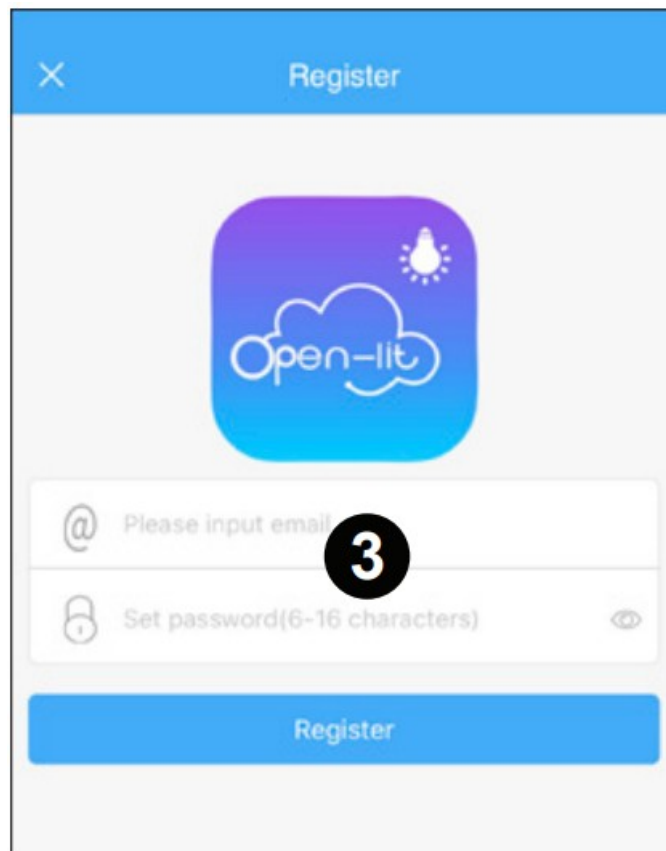 Register
Open-lit
@ Please input email
3
Set password(6-16 characters)
Register